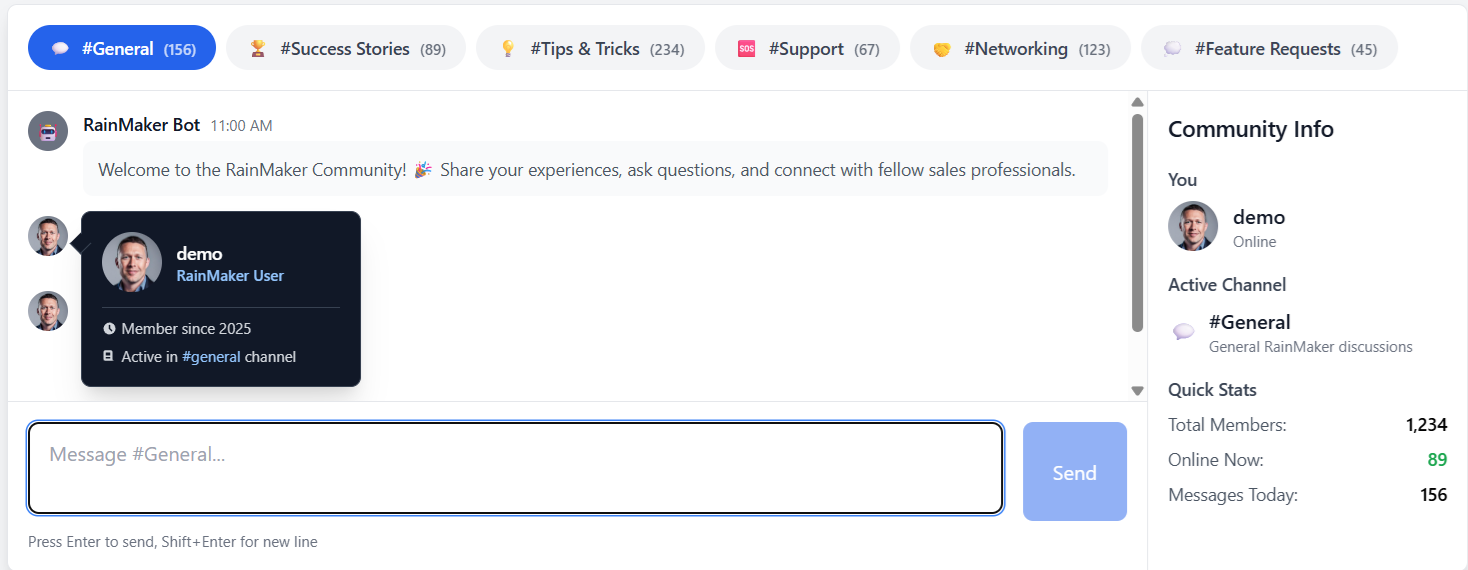 #General (156) #Success Stories (89) #Tips & Tricks (234) SOS #Support (67) #Networking (123) #Feature Requests (45)
RainMaker Bot 11:00 AM
Welcome to the RainMaker Community! 🎉 Share your experiences, ask questions, and connect with fellow sales professionals.
demo
RainMaker User
Member since 2025
Active in #general channel
Message #General...
Send
Press Enter to send, Shift+Enter for new line
Community Info
You
demo
Online
Active Channel
#General
General RainMaker discussions
Quick Stats
Total Members: 1,234
Online Now: 89
Messages Today: 156